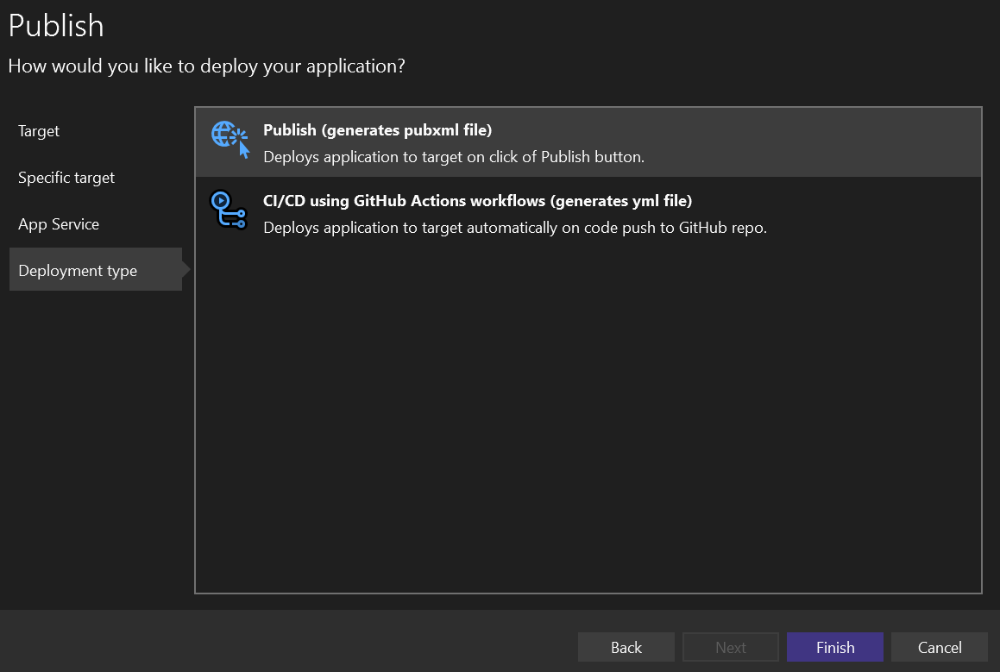 Publish
How would you like to deploy your application?
Target
Specific target
App Service
Deployment type
Publish (generates pubxml file)
Deploys application to target on click of Publish button.
CI/CD using GitHub Actions workflows (generates yml file)
Deploys application to target automatically on code push to GitHub repo.
Back
Next
Finish
Cancel